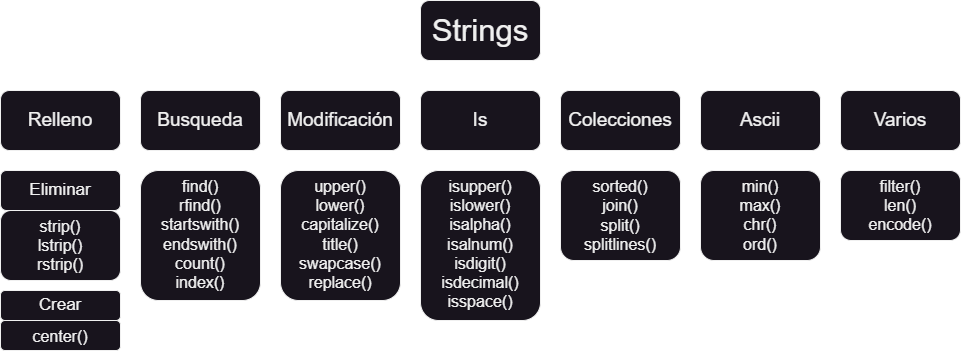 Strings
Relleno
Busqueda
Modificación
Is
Colecciones
Ascii
Varios
Eliminar
strip()
lstrip()
rstrip()
Crear
center()
find()
rfind()
startswith()
endswith()
count()
index()
upper()
lower()
capitalize()
title()
swapcase()
replace()
isupper()
islower()
isalpha()
isalnum()
isdigit()
isdecimal()
isspace()
sorted()
join()
split()
splitlines()
min()
max()
chr()
ord()
filter()
len()
encode()